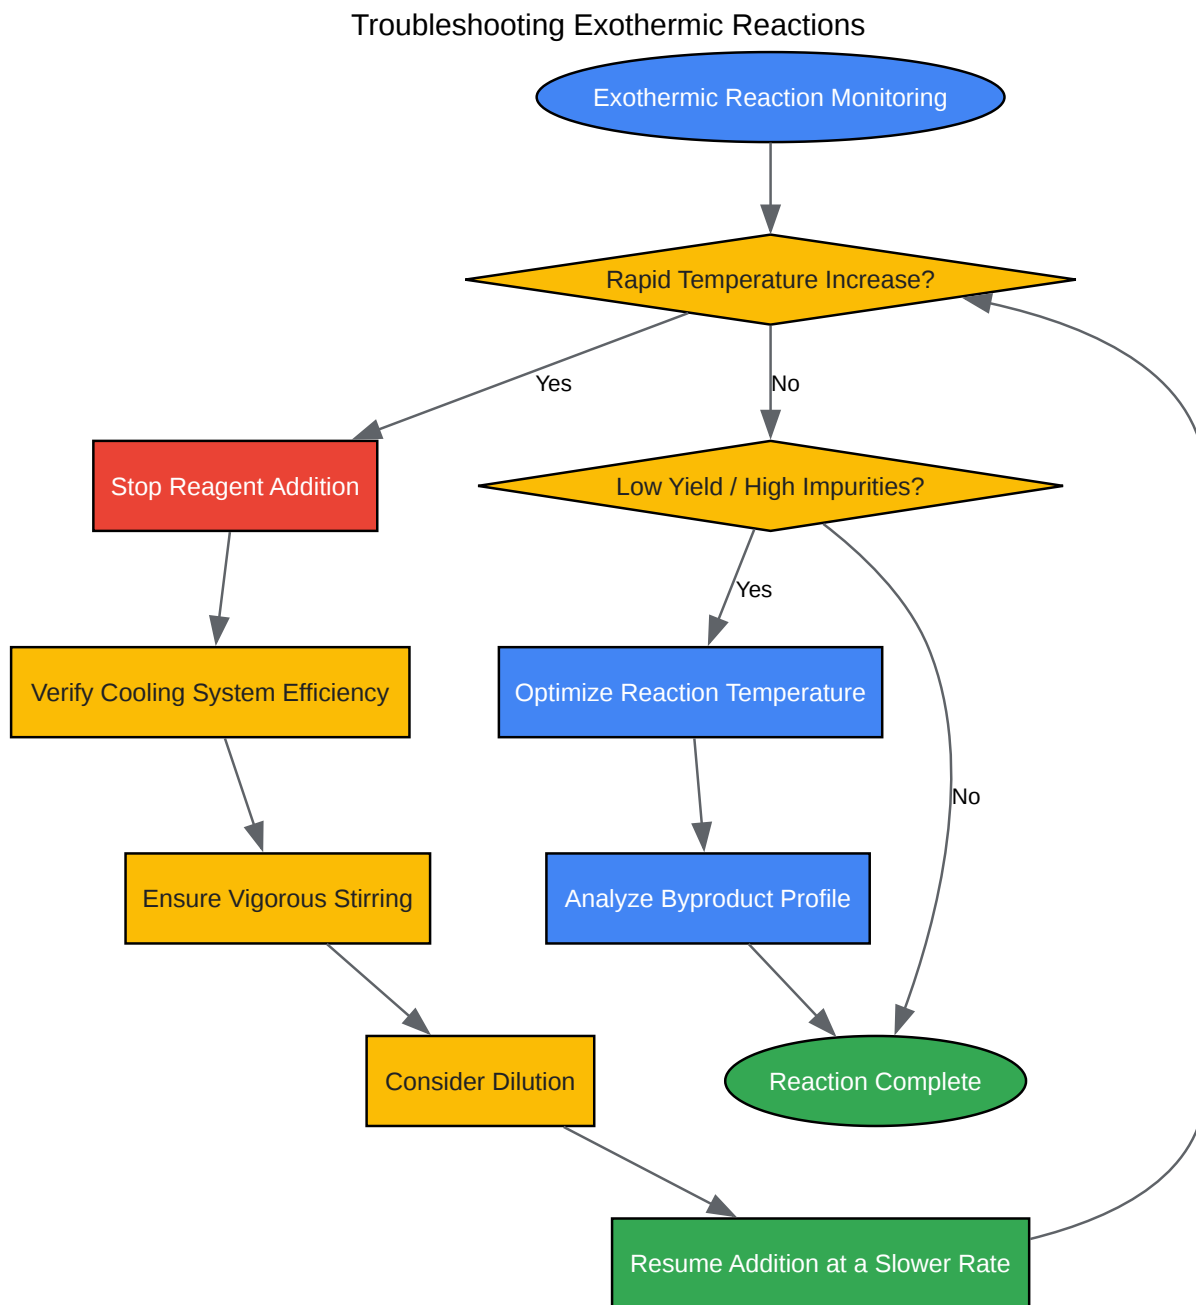 Troubleshooting Exothermic Reactions
Exothermic Reaction Monitoring
Rapid Temperature Increase?
Yes
No
Stop Reagent Addition
Low Yield / High Impurities?
Yes
Verify Cooling System Efficiency
Optimize Reaction Temperature
No
Ensure Vigorous Stirring
Analyze Byproduct Profile
Consider Dilution
Reaction Complete
Resume Addition at a Slower Rate